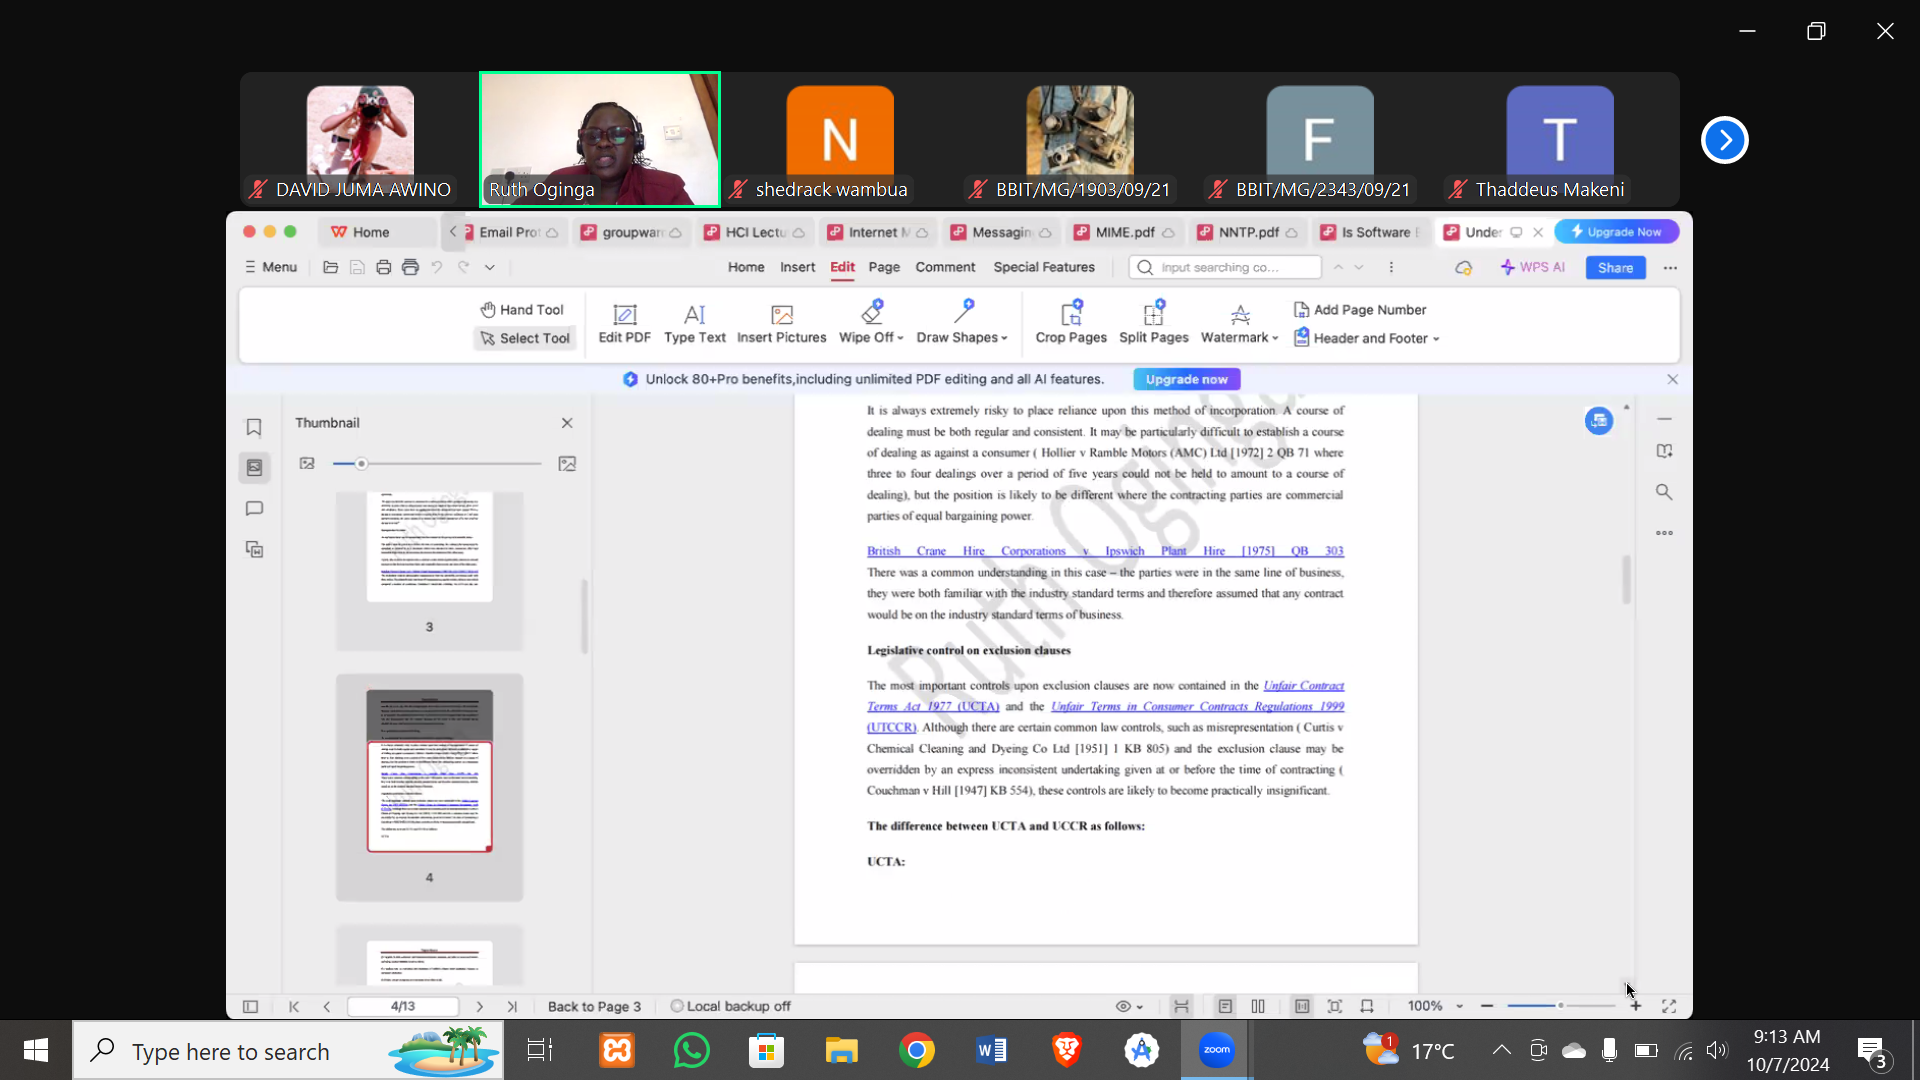 DAVID JUMA AWINO
Ruth Oginga
N
shedrack wambua
BBIT/MG/1903/09/21
F
BBIT/MG/2343/09/21
T
Thaddeus Makeni
Home
Email Prot
groupwar
HCI Lectu
Internet M
Messagin
MIME.pdf
NNTP.pdf
Is Software
Under
Upgrade Now
Menu
Home
Insert
Edit
Page
Comment
Special Features
Input searching co...
WPS AI
Share
Hand Tool
Select Tool
Edit PDF
Type Text
Insert Pictures
Wipe Off
Draw Shapes
Crop Pages
Split Pages
Watermark
Add Page Number
Header and Footer
Unlock 80+Pro benefits,including unlimited PDF editing and all AI features.
Upgrade now
Thumbnail
3
4
It is always extremely risky to place reliance upon this method of incorporation. A course of
dealing must be both regular and consistent. It may be particularly difficult to establish a course
of dealing as against a consumer ( Hollier v Ramble Motors (AMC) Ltd [1972] 2 QB 71 where
three to four dealings over a period of five years could not be held to amount to a course of
dealing), but the position is likely to be different where the contracting parties are commercial
parties of equal bargaining power.
British Crane Hire Corporations v Ipswich Plant Hire [1975] QB 303
There was a common understanding in this case – the parties were in the same line of business,
they were both familiar with the industry standard terms and therefore assumed that any contract
would be on the industry standard terms of business.
Legislative control on exclusion clauses
The most important controls upon exclusion clauses are now contained in the Unfair Contract
Terms Act 1977 (UCTA) and the Unfair Terms in Consumer Contracts Regulations 1999
(UTCCR). Although there are certain common law controls, such as misrepresentation ( Curtis v
Chemical Cleaning and Dyeing Co Ltd [1951] 1 KB 805) and the exclusion clause may be
overridden by an express inconsistent undertaking given at or before the time of contracting (
Couchman v Hill [1947] KB 554), these controls are likely to become practically insignificant.
The difference between UCTA and UCCR as follows:
UCTA:
Ruth Oginga
4/13
Back to Page 3
Local backup off
100%
Type here to search
zoom
1
17°C
9:13 AM
10/7/2024
3